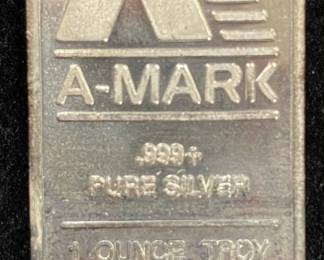 A-MARK
.999+
PURE SILVER
1 OUNCE TROY